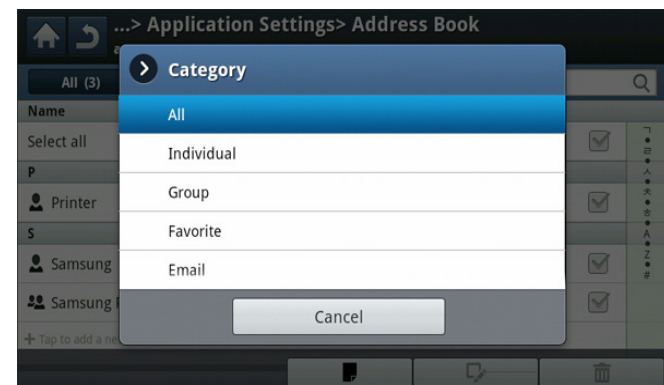 ...> Application Settings> Address Book
Category
All (3)
All
Name
Select all
Individual
ㄱ
ㄹ
P
Group
ㅅ
Printer
ㅊ
ㅎ
S
Favorite
A
Samsung
Email
Z
#
Samsung
Cancel
Tap to add a ne